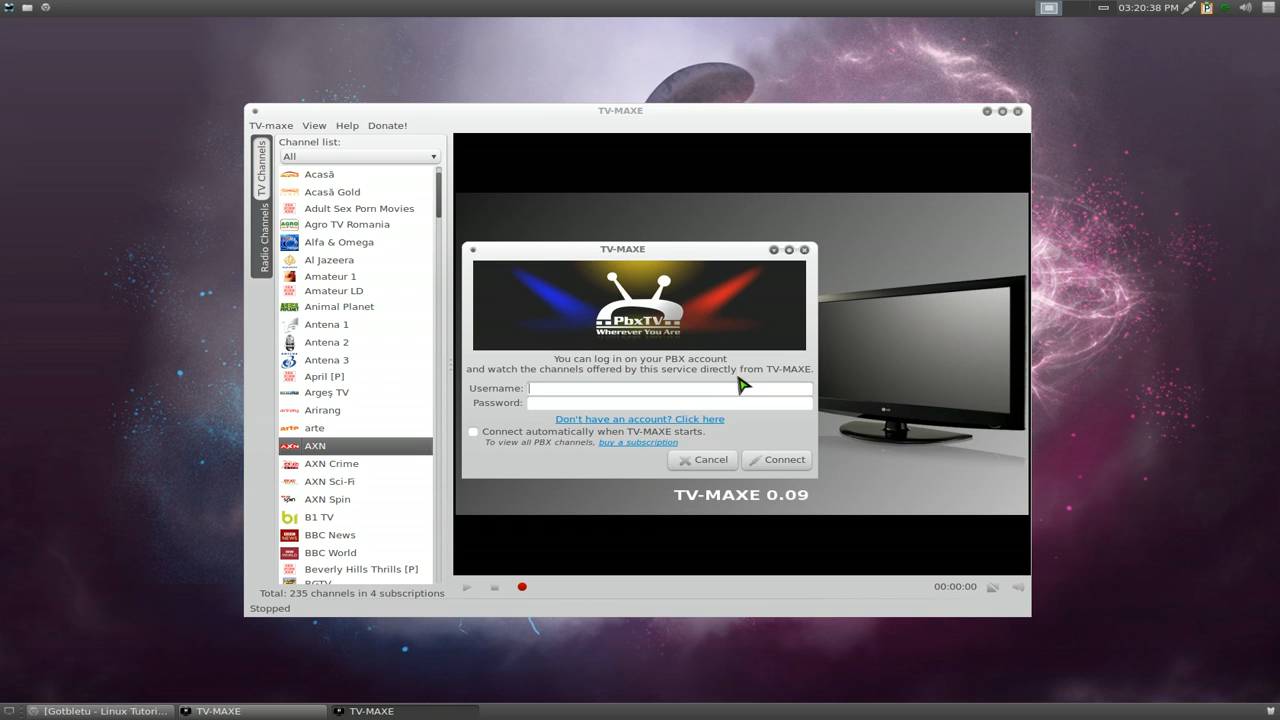 03:20:38 PM
TV-MAXE
TV-maxe View Help Donate!
TV Channels
Radio Channels
Channel list:
All
Acasă
Acasă Gold
Adult Sex Porn Movies
Agro TV Romania
Alfa & Omega
Al Jazeera
Amateur 1
Amateur LD
Animal Planet
Antena 1
Antena 2
Antena 3
April [P]
Argeș TV
Arirang
arte
AXN
AXN Crime
AXN Sci-Fi
AXN Spin
B1 TV
BBC News
BBC World
Beverly Hills Thrills [P]
Total: 235 channels in 4 subscriptions
Stopped
TV-MAXE
PbxTV
Wherever You Are
You can log in on your PBX account
and watch the channels offered by this service directly from TV-MAXE.
Username:
Password:
Don't have an account? Click here
Connect automatically when TV-MAXE starts.
To view all PBX channels, buy a subscription
Cancel Connect
TV-MAXE 0.09
00:00:00
[Gotbletu - Linux Tutori... TV-MAXE TV-MAXE